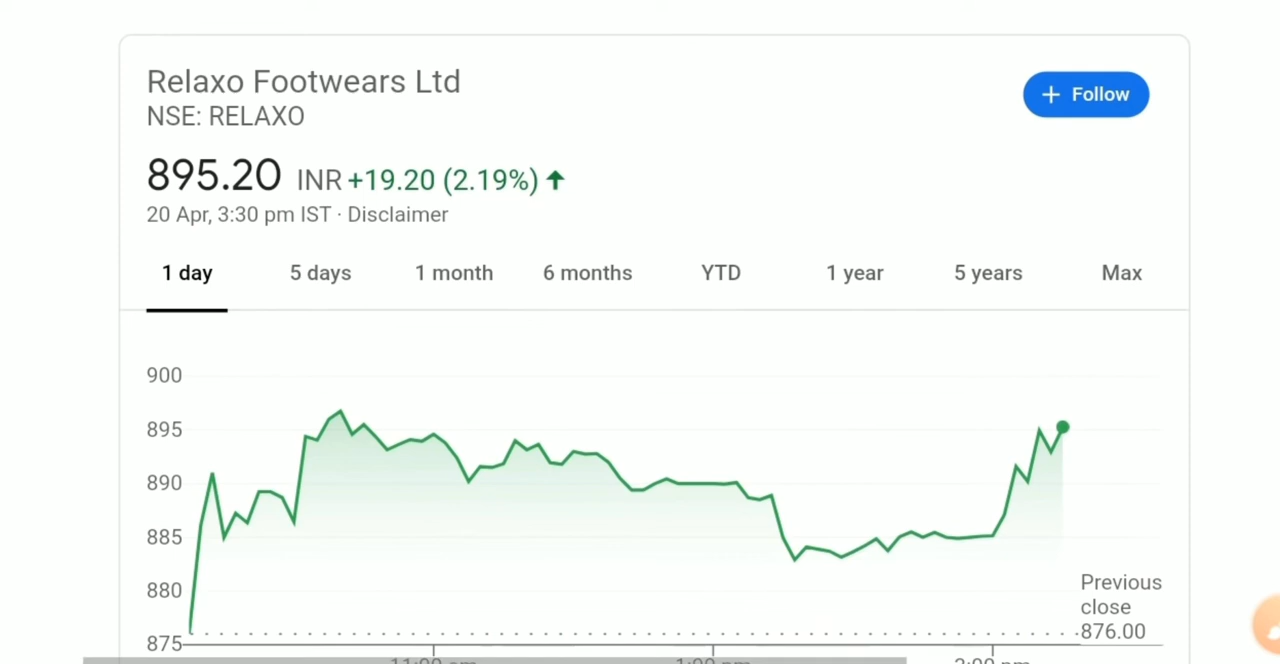 Relaxo Footwears Ltd
NSE: RELAXO
+ Follow
895.20 INR +19.20 (2.19%) ↑
20 Apr, 3:30 pm IST · Disclaimer
1 day 5 days 1 month 6 months YTD 1 year 5 years Max
900
895
890
885
880
875
Previous
close
876.00